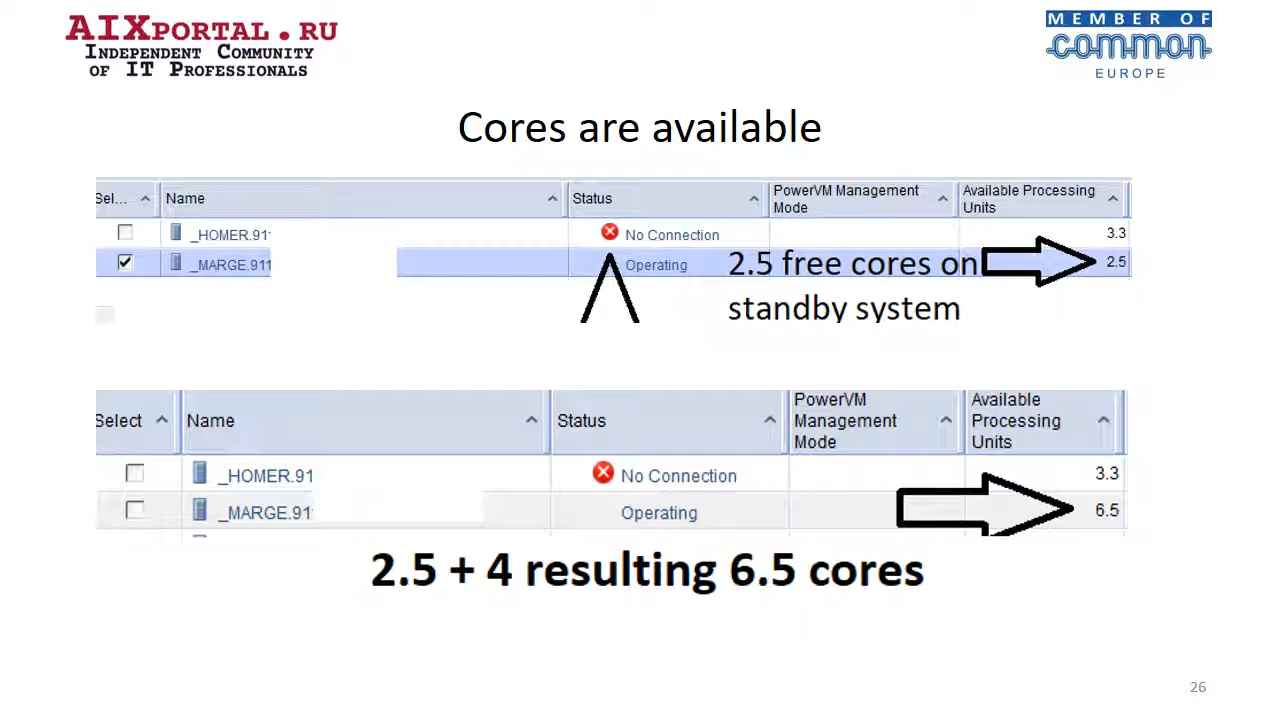 AIXPORTAL.RU
INDEPENDENT COMMUNITY
OF IT PROFESSIONALS
MEMBER OF
common
EUROPE
Cores are available
Sel... Name Status PowerVM Management Mode Available Processing Units
_HOMER.911 No Connection 3.3
_MARGE.911 Operating 2.5
2.5 free cores on
standby system
Select Name Status PowerVM Management Mode Available Processing Units
_HOMER.91 No Connection 3.3
_MARGE.91 Operating 6.5
2.5 + 4 resulting 6.5 cores
26